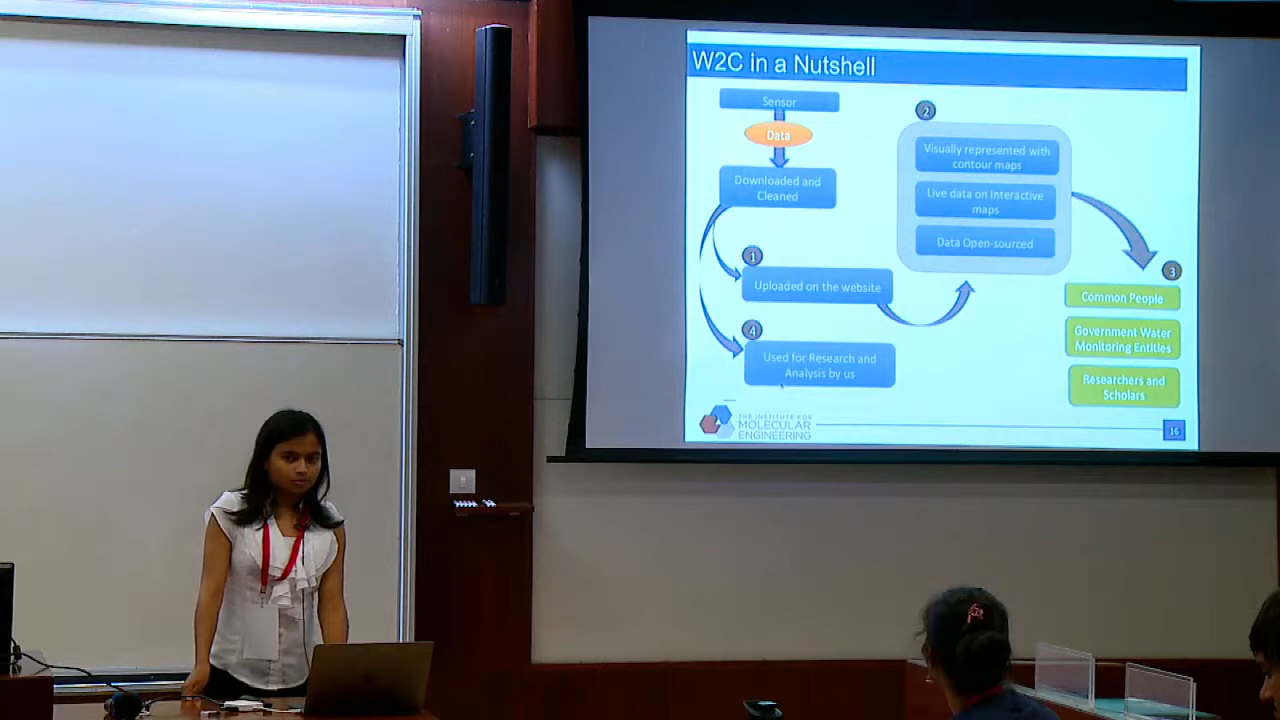 W2C in a Nutshell
Sensor
Data
Downloaded and
Cleaned
1
Uploaded on the website
4
Used for Research and
Analysis by us
2
Visually represented with
contour maps
Live data on Interactive
maps
Data Open-sourced
3
Common People
Government Water
Monitoring Entities
Researchers and
Scholars
THE INSTITUTE FOR
MOLECULAR
ENGINEERING
16